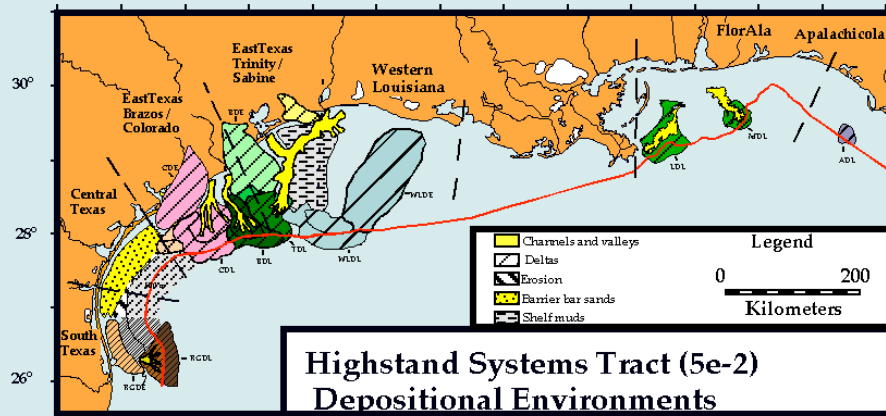 FlorAla
Apalachicola
EastTexas
Trinity /
Sabine
Western
Louisiana
30°
EastTexas
Brazos /
Colorado
BDE
CDE
MDL
ADL
LDL
Central
Texas
WLDE
28°
CDL
BDL
TDL
WLDL
Channels and valleys
Deltas
Erosion
Barrier bar sands
Shelf muds
Legend
0
200
Kilometers
South
Texas
RGDL
RGDE
26°
Highstand Systems Tract (5e-2)
Depositional Environments